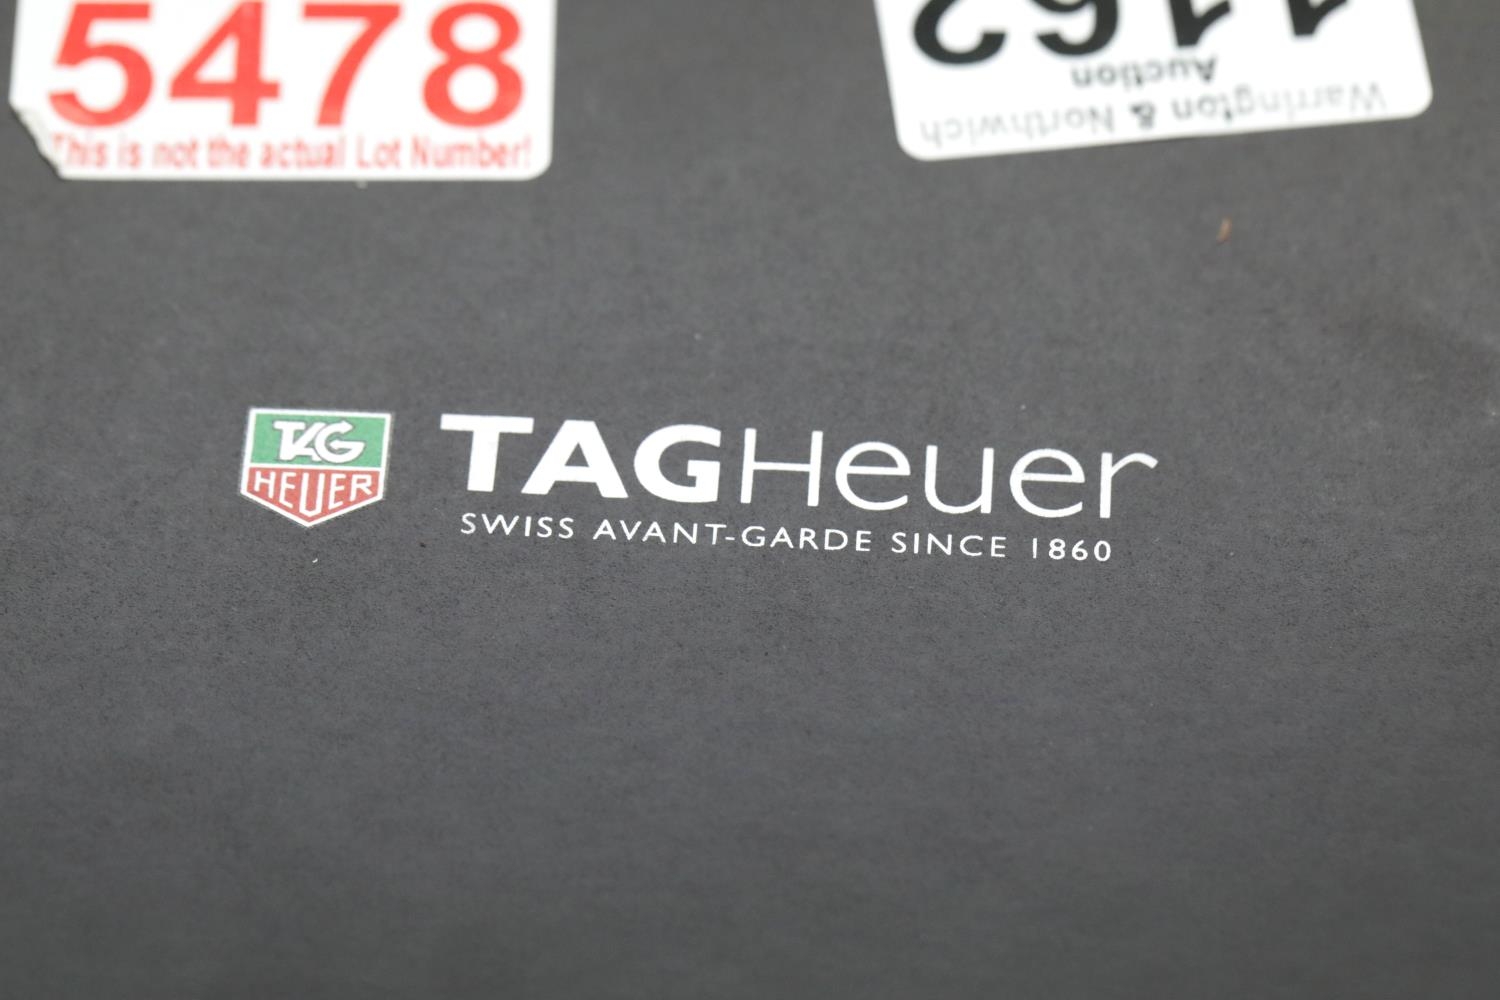 5478
This is not the actual Lot Number!
1162
Auction
Warrington & Northwich
TAG
HEUER
TAGHeuer
SWISS AVANT-GARDE SINCE 1860